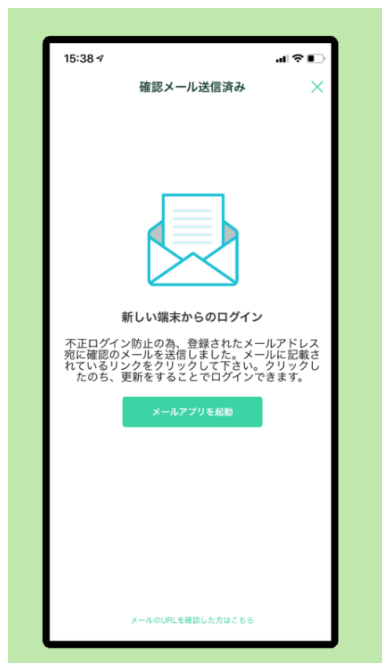 15:38
確認メール送信済み
新しい端末からのログイン
不正ログイン防止の為、登録されたメールアドレス
宛に確認のメールを送信しました。メールに記載さ
れているリンクをクリックして下さい。クリックし
たのち、更新をすることでログインできます。
メールアプリを起動
メールのURLを確認した方はこちら